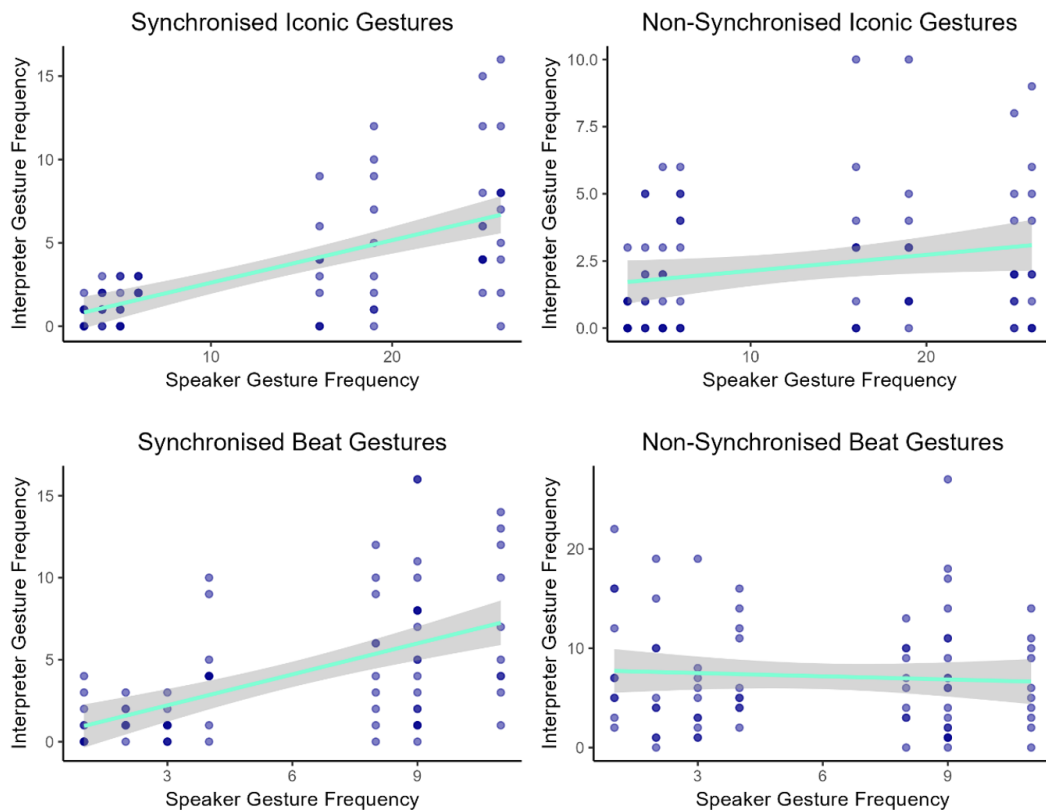 Synchronised Iconic Gestures
15
10
5
0
Interpreter Gesture Frequency
10
20
Speaker Gesture Frequency
Non-Synchronised Iconic Gestures
10.0
7.5
5.0
2.5
0.0
Interpreter Gesture Frequency
10
20
Speaker Gesture Frequency
Synchronised Beat Gestures
15
10
5
0
Interpreter Gesture Frequency
3
6
9
Speaker Gesture Frequency
Non-Synchronised Beat Gestures
20
10
0
Interpreter Gesture Frequency
3
6
9
Speaker Gesture Frequency